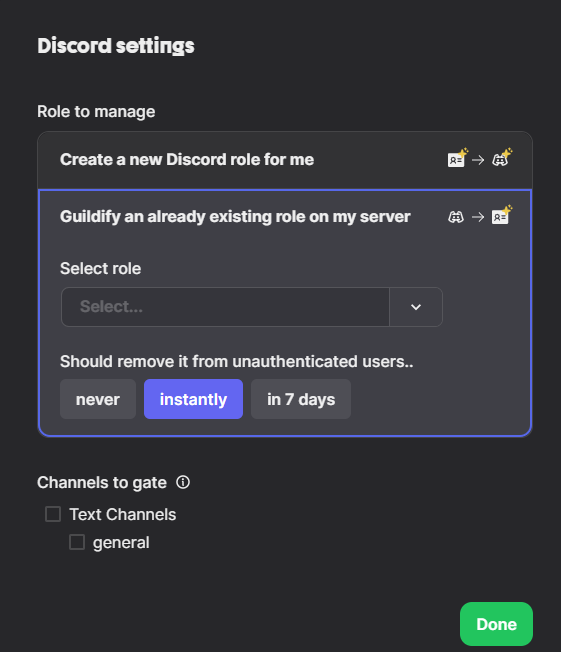 Discord settings
Role to manage
Create a new Discord role for me
Guildify an already existing role on my server
Select role
Select...
Should remove it from unauthenticated users..
never instantly in 7 days
Channels to gate
Text Channels
general
Done